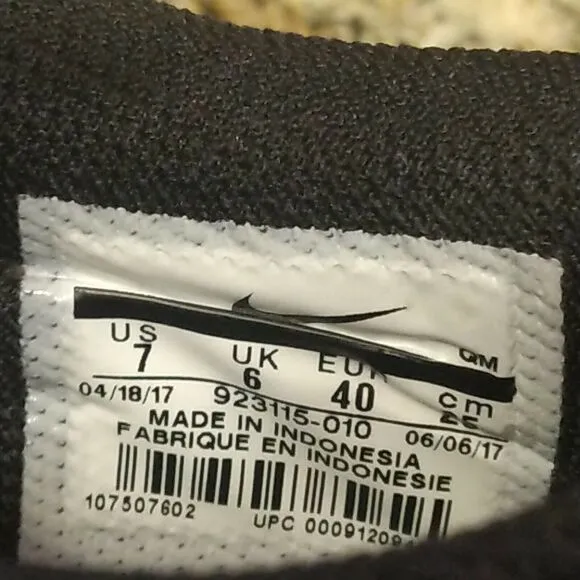 QM
US UK EUR cm
7 6 40
04/18/17 923115-010 06/06/17
MADE IN INDONESIA
FABRIQUE EN INDONESIE
107507602 UPC